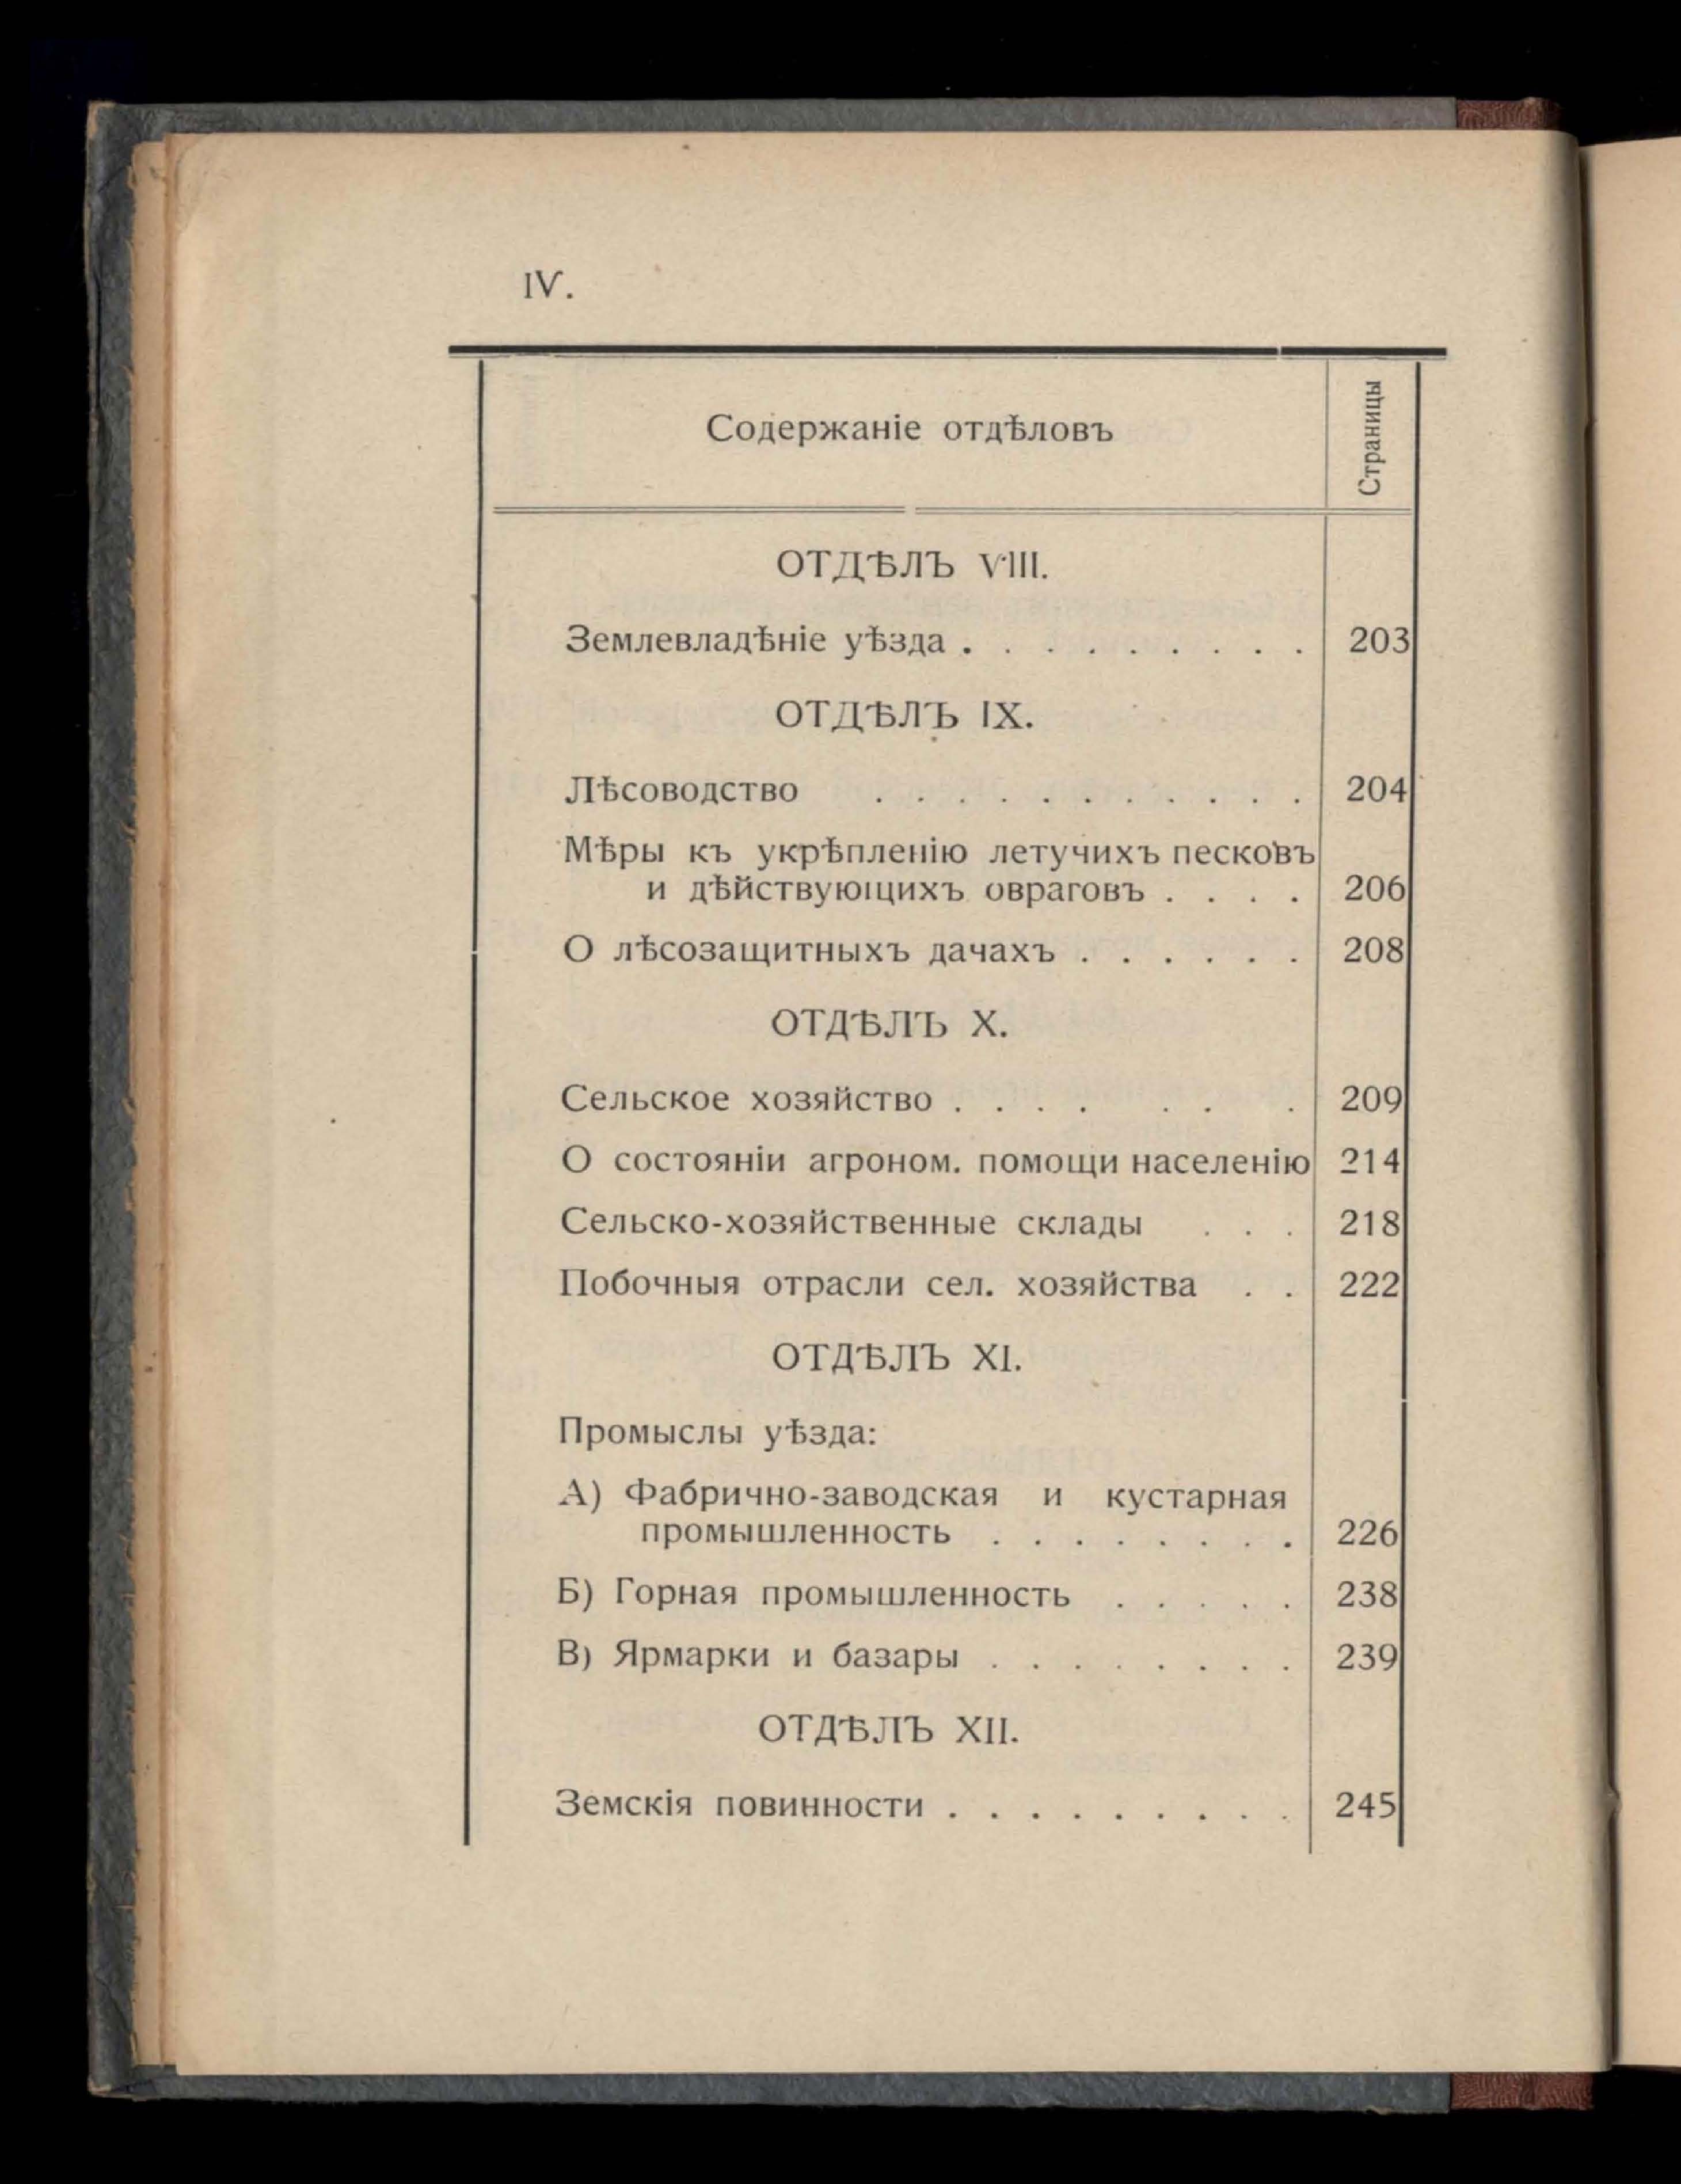 IV.
Содержаніе отдѣловъ
Страницы
ОТДѢЛЪ VIII.
Землевладѣніе уѣзда . . . . . . . . . 203
ОТДѢЛЪ IX.
Лѣсоводство . . . . . . . . . . . 204
Мѣры къ укрѣпленію летучихъ песковъ
и дѣйствующихъ овраговъ . . . . 206
О лѣсозащитныхъ дачахъ . . . . . . 208
ОТДѢЛЪ X.
Сельское хозяйство . . . . . . . 209
О состояніи агроном. помощи населенію 214
Сельско-хозяйственные склады . . . 218
Побочныя отрасли сел. хозяйства . . 222
ОТДѢЛЪ XI.
Промыслы уѣзда:
А) Фабрично-заводская и кустарная
промышленность . . . . . . . . 226
Б) Горная промышленность . . . . . 238
В) Ярмарки и базары . . . . . . . . 239
ОТДѢЛЪ XII.
Земскія повинности . . . . . . . . . 245